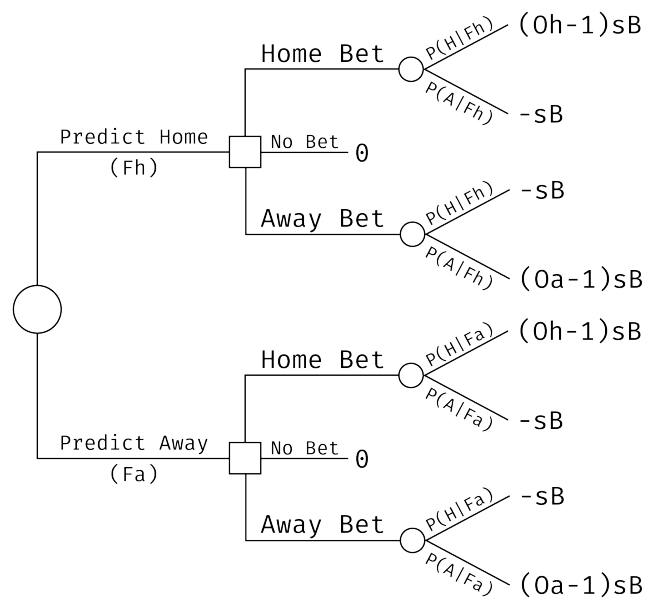 Home Bet
P(H|Fh)
(Oh-1)sB
P(A|Fh)
-sB
Predict Home
(Fh)
No Bet
0
Away Bet
P(H|Fh)
-sB
P(A|Fh)
(Oa-1)sB
Home Bet
P(H|Fa)
(Oh-1)sB
P(A|Fa)
-sB
Predict Away
(Fa)
No Bet
0
Away Bet
P(H|Fa)
-sB
P(A|Fa)
(Oa-1)sB